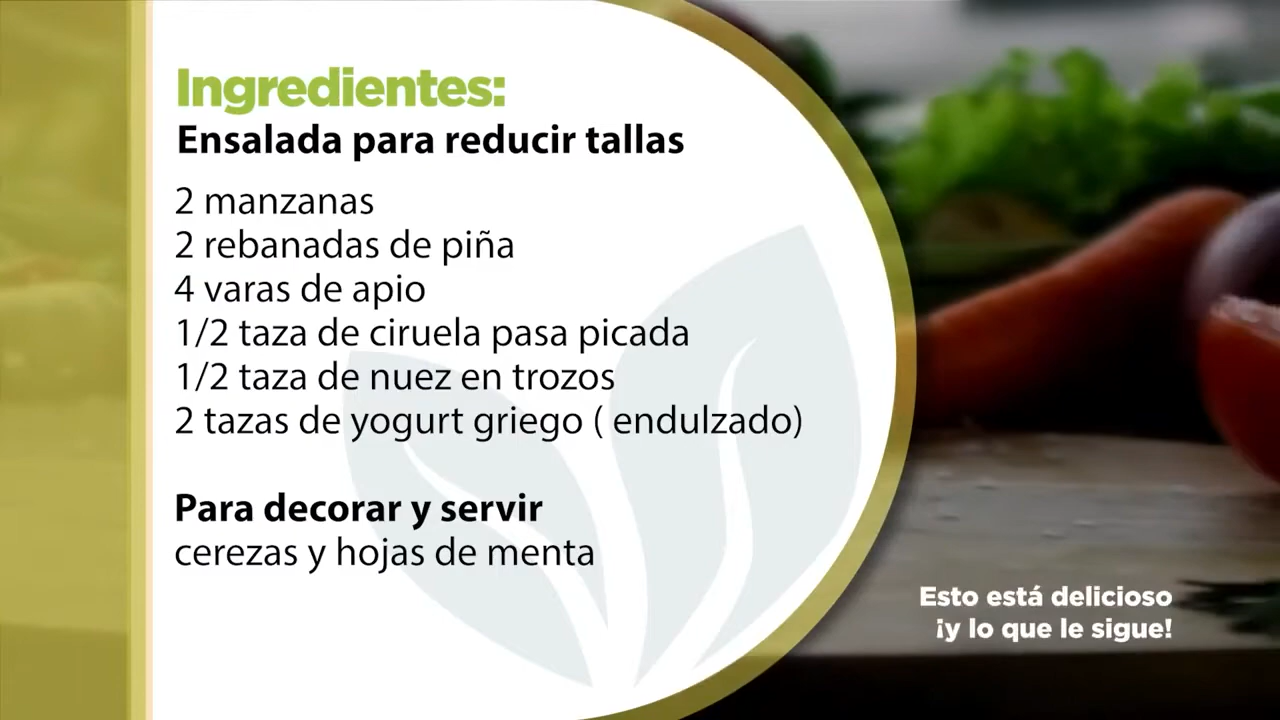 Ingredientes:
Ensalada para reducir tallas
2 manzanas
2 rebanadas de piña
4 varas de apio
1/2 taza de ciruela pasa picada
1/2 taza de nuez en trozos
2 tazas de yogurt griego ( endulzado)
Para decorar y servir
cerezas y hojas de menta
Esto está delicioso
¡y lo que le sigue!